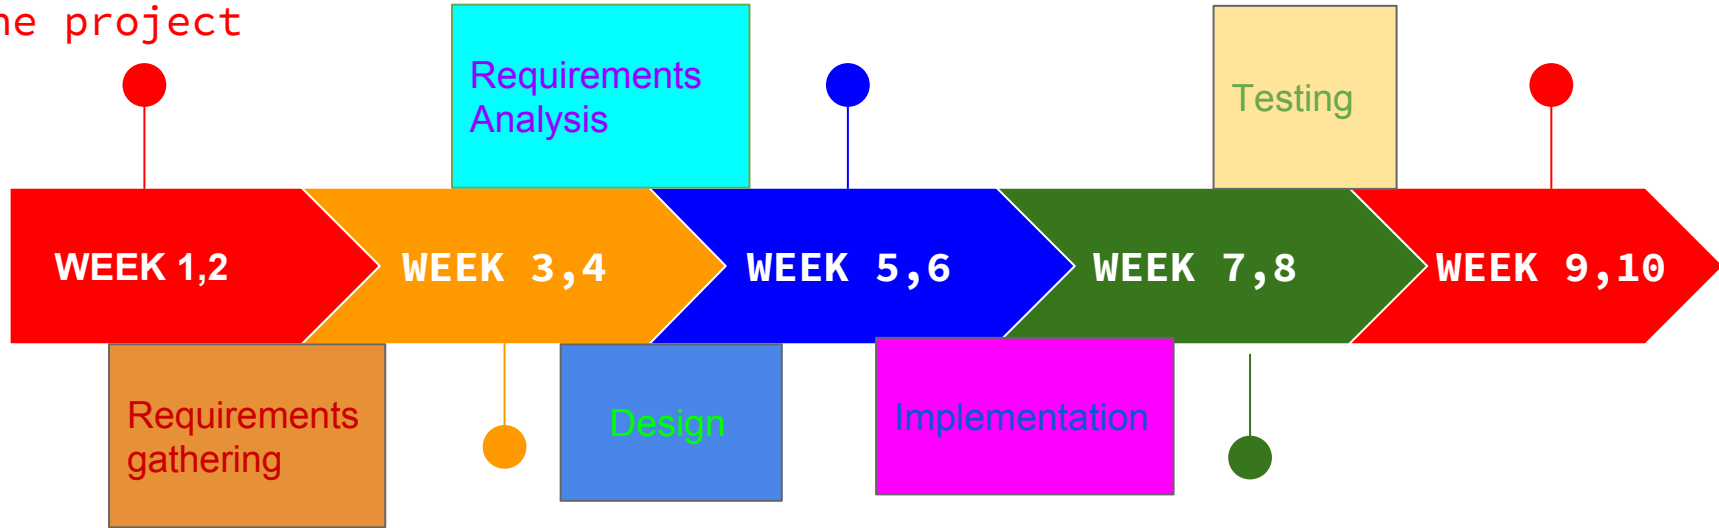 ne project
Requirements
Analysis
Testing
WEEK 1,2
WEEK 3,4
WEEK 5,6
WEEK 7,8
WEEK 9,10
Requirements
gathering
Design
Implementation